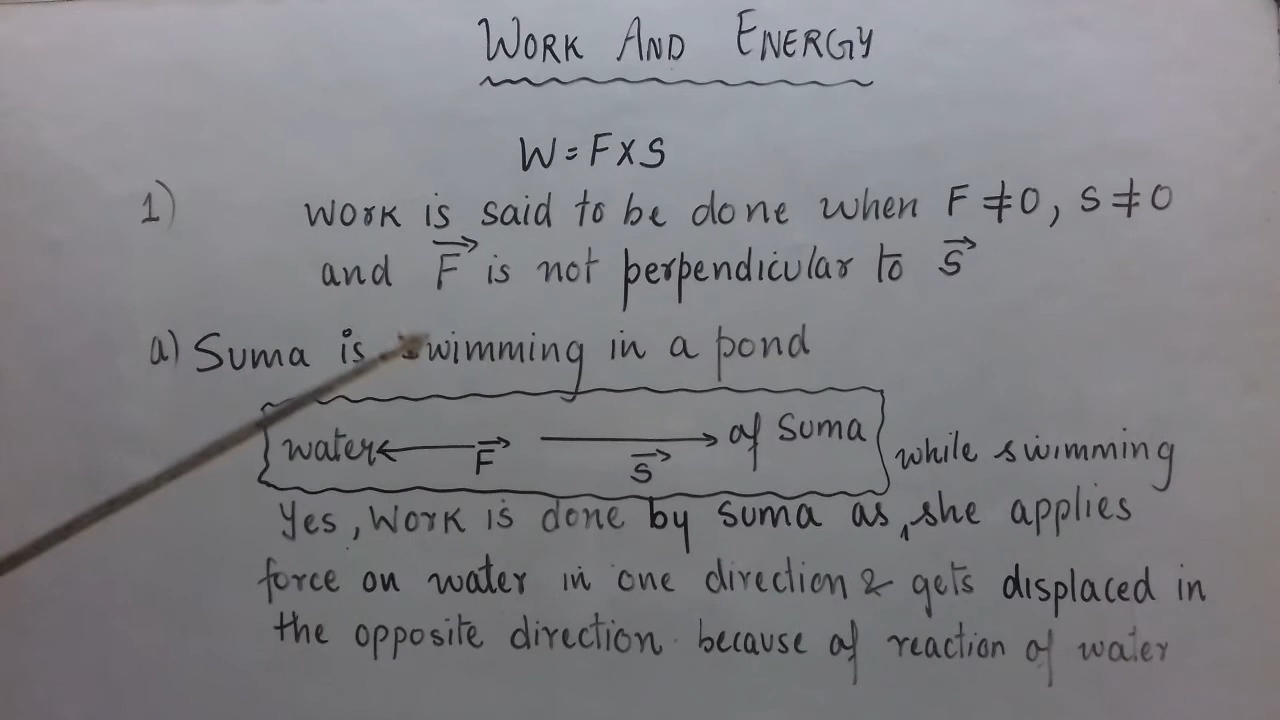 WORK AND ENERGY
W = F X S
1) Work is said to be done when F ≠ 0, S ≠ 0
and F⃗ is not perpendicular to S⃗
a) Suma is swimming in a pond
water ← F⃗ → S⃗ of Suma
while swimming
Yes, Work is done by Suma as, she applies
force on water in one direction & gets displaced in
the opposite direction because of reaction of water